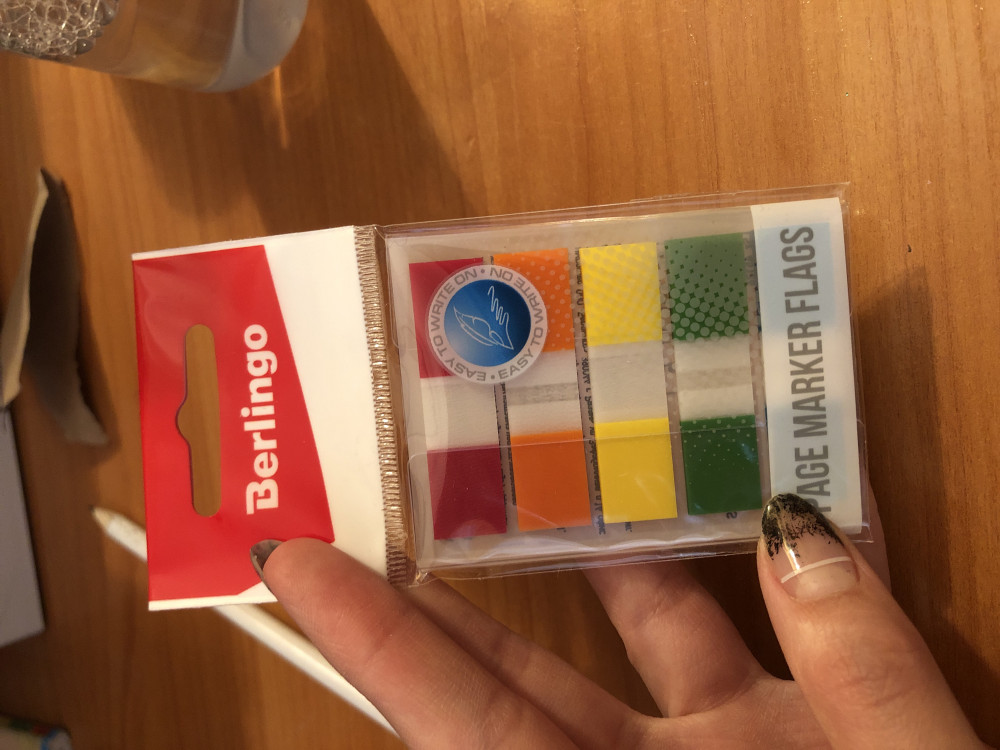 Berlingo
EASY TO WRITE ON • EASY TO WRITE ON •
PAGE MARKER FLAGS